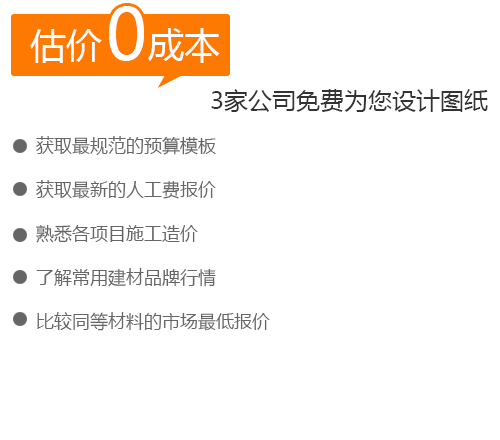 估价0成本
3家公司免费为您设计图纸
获取最规范的预算模板
获取最新的人工费报价
熟悉各项目施工造价
了解常用建材品牌行情
比较同等材料的市场最低报价